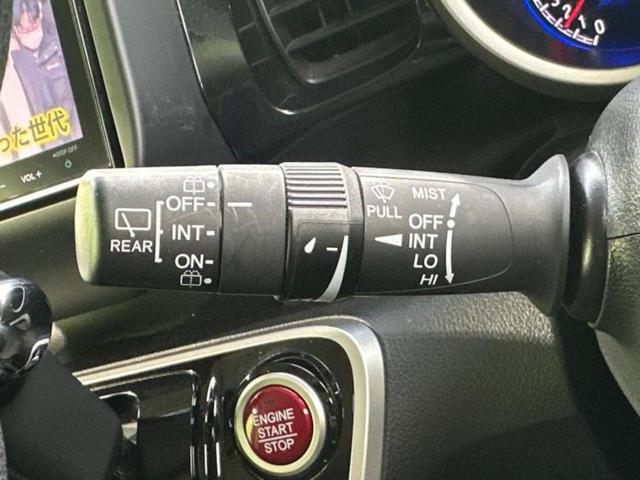 った世代
VOL+
OFF
INT
ON
REAR
PULL
MIST
OFF
INT
LO
HI
ENGINE
START
STOP